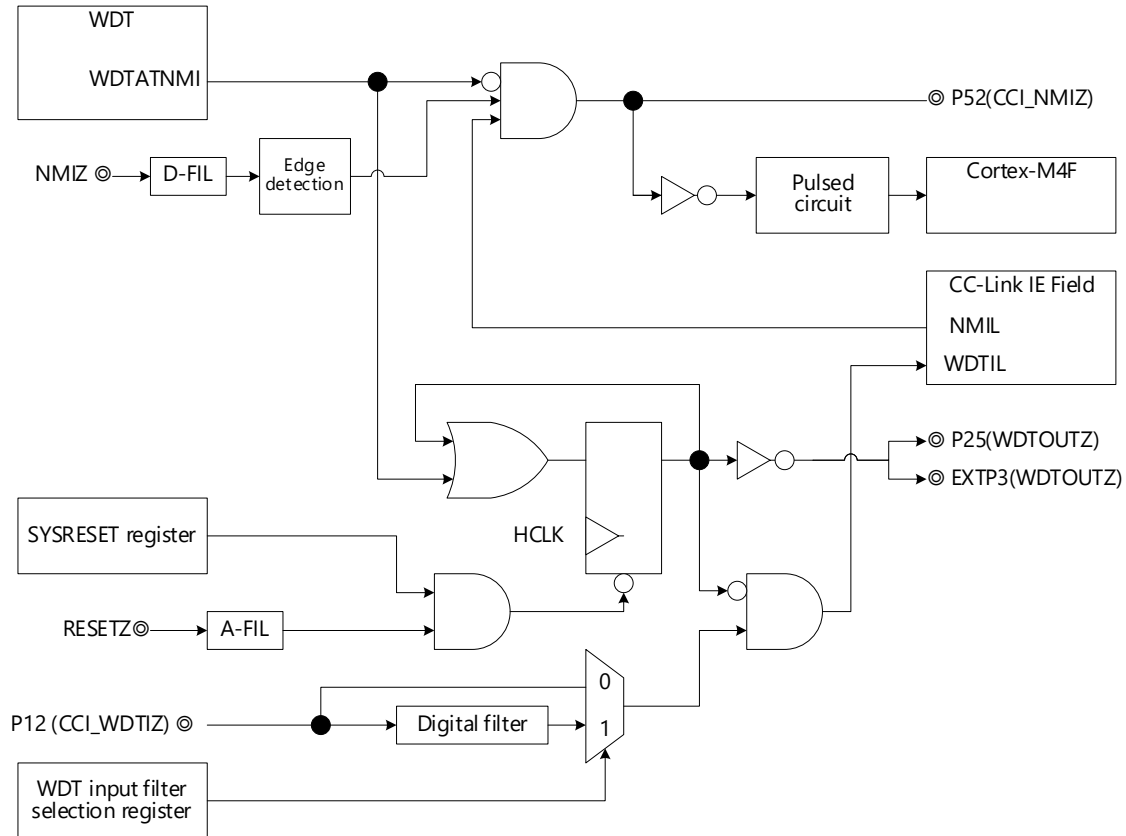 WDT
WDTATNMI
P52(CCI_NMIZ)
NMIZ
D-FIL
Edge
detection
Pulsed
circuit
Cortex-M4F
CC-Link IE Field
NMIL
WDTIL
P25(WDTOUTZ)
EXTP3(WDTOUTZ)
HCLK
SYSRESET register
RESETZ
A-FIL
0
P12 (CCI_WDTIZ)
Digital filter
1
WDT input filter
selection register